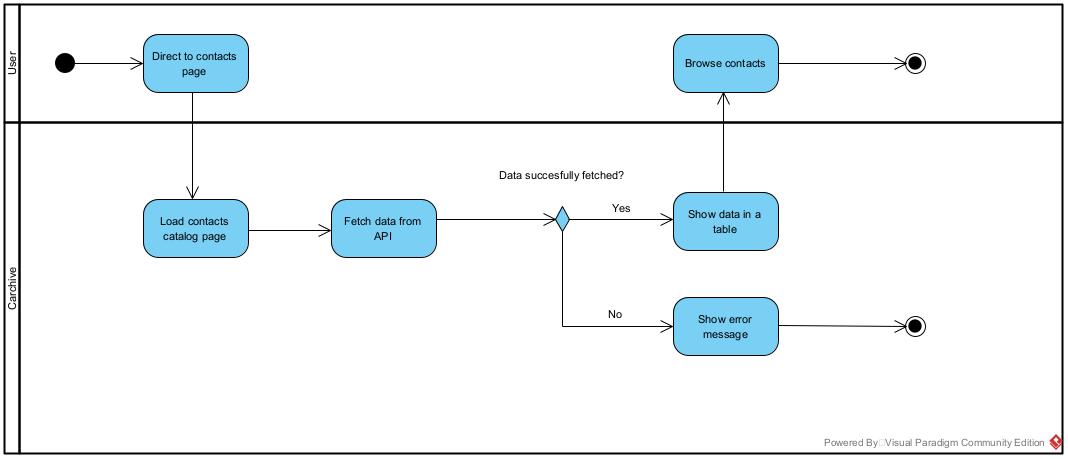 User
Direct to contacts
page
Browse contacts
Carchive
Data succesfully fetched?
Load contacts
catalog page
Fetch data from
API
Yes
Show data in a
table
No
Show error
message
Powered By Visual Paradigm Community Edition